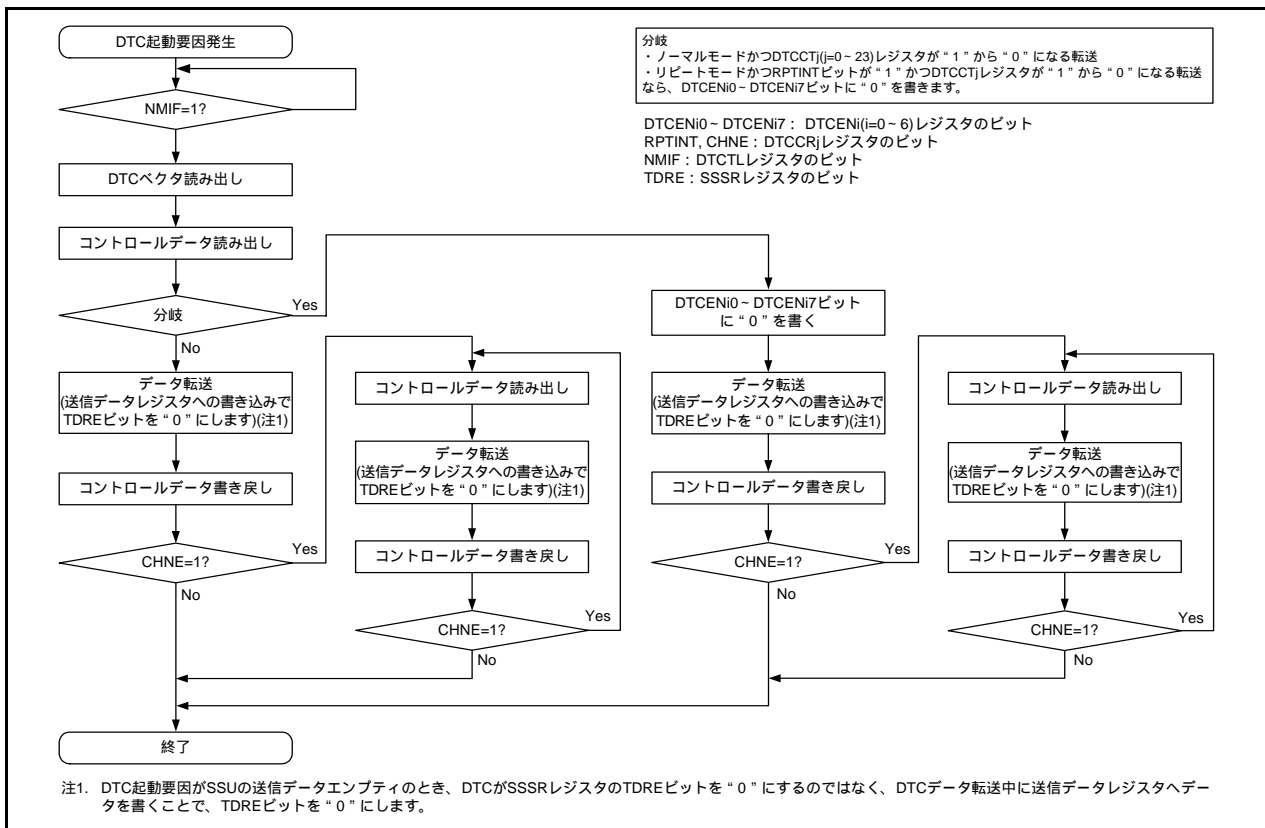 DTC起動要因発生
NMIF=1?
DTCベクタ読み出し
コントロールデータ読み出し
分岐
Yes
No
データ転送
(送信データレジスタへの書き込みで
TDREビットを“0”にします)(注1)
コントロールデータ書き戻し
CHNE=1?
Yes
No
コントロールデータ読み出し
データ転送
(送信データレジスタへの書き込みで
TDREビットを“0”にします)(注1)
コントロールデータ書き戻し
CHNE=1?
Yes
No
分岐
・ノーマルモードかつDTCCTj(j=0~23)レジスタが“1”から“0”になる転送
・リピートモードかつRPTINTビットが“1”かつDTCCTjレジスタが“1”から“0”になる転送
なら、DTCENi0~DTCENi7ビットに“0”を書きます。
DTCENi0~DTCENi7:DTCENi(i=0~6)レジスタのビット
RPTINT, CHNE:DTCCRjレジスタのビット
NMIF:DTCTLレジスタのビット
TDRE:SSSRレジスタのビット
DTCENi0~DTCENi7ビット
に“0”を書く
データ転送
(送信データレジスタへの書き込みで
TDREビットを“0”にします)(注1)
コントロールデータ書き戻し
CHNE=1?
Yes
No
コントロールデータ読み出し
データ転送
(送信データレジスタへの書き込みで
TDREビットを“0”にします)(注1)
コントロールデータ書き戻し
CHNE=1?
Yes
No
終了
注1. DTC起動要因がSSUの送信データエンプティのとき、DTCがSSSRレジスタのTDREビットを“0”にするのではなく、DTCデータ転送中に送信データレジスタへデー
タを書くことで、TDREビットを“0”にします。